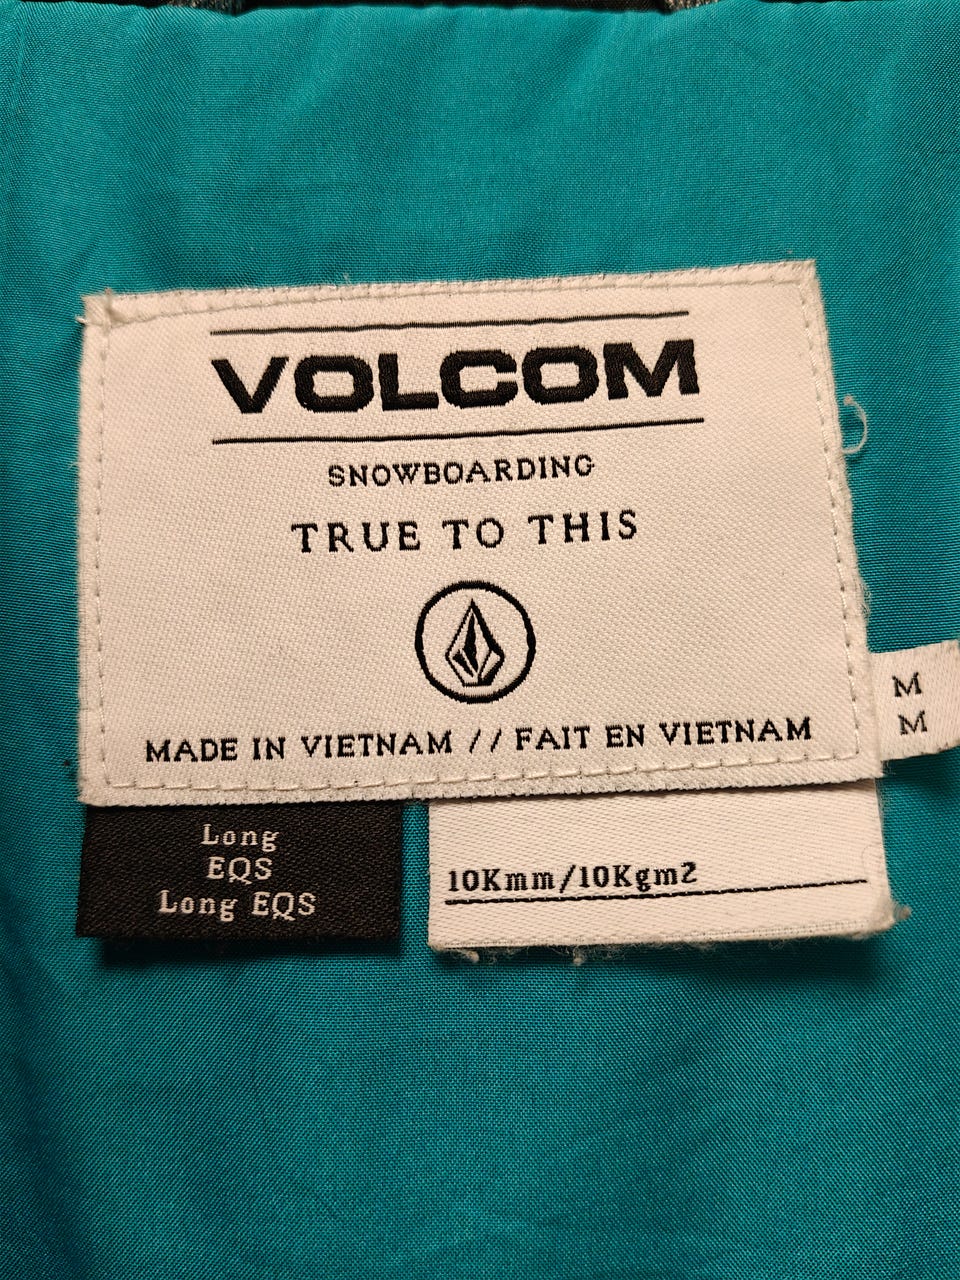 VOLCOM
SNOWBOARDING
TRUE TO THIS
MADE IN VIETNAM // FAIT EN VIETNAM
M
M
Long
EQS
Long EQS
10Kmm/10Kgm2